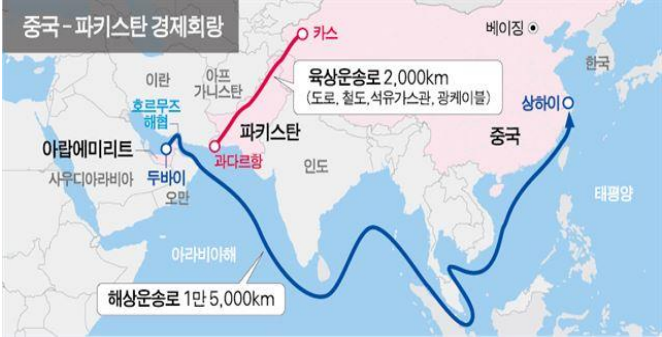 중국 – 파키스탄 경제회랑
카스
베이징
한국
이란
아프
가니스탄
육상운송로 2,000km
(도로, 철도, 석유가스관, 광케이블)
상하이
호르무즈
해협
파키스탄
중국
아랍에미리트
과다르항
인도
사우디아라비아
두바이
오만
태평양
아라비아해
해상운송로 1만 5,000km